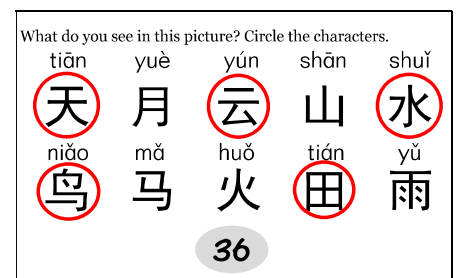 What do you see in this picture? Circle the characters.
tiān yuè yún shān shuǐ
天 月 云 山 水
niǎo mǎ huǒ tián yǔ
鸟 马 火 田 雨
36